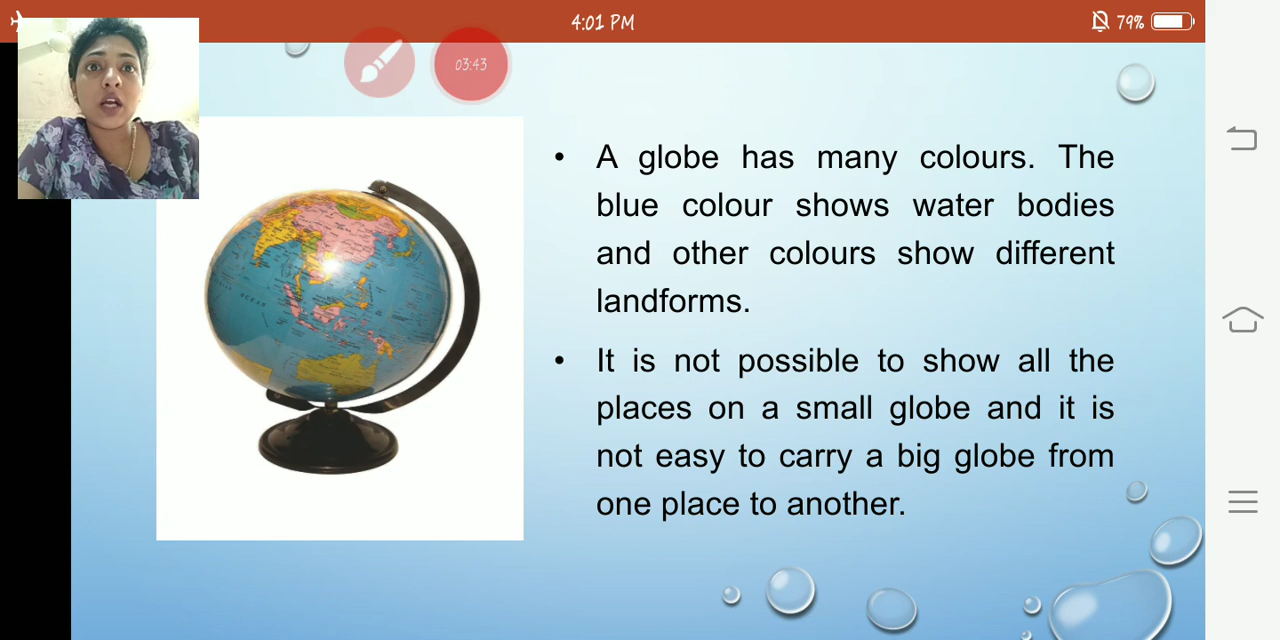 4:01 PM
79%
03:43
• A globe has many colours. The
blue colour shows water bodies
and other colours show different
landforms.
• It is not possible to show all the
places on a small globe and it is
not easy to carry a big globe from
one place to another.
OCEAN